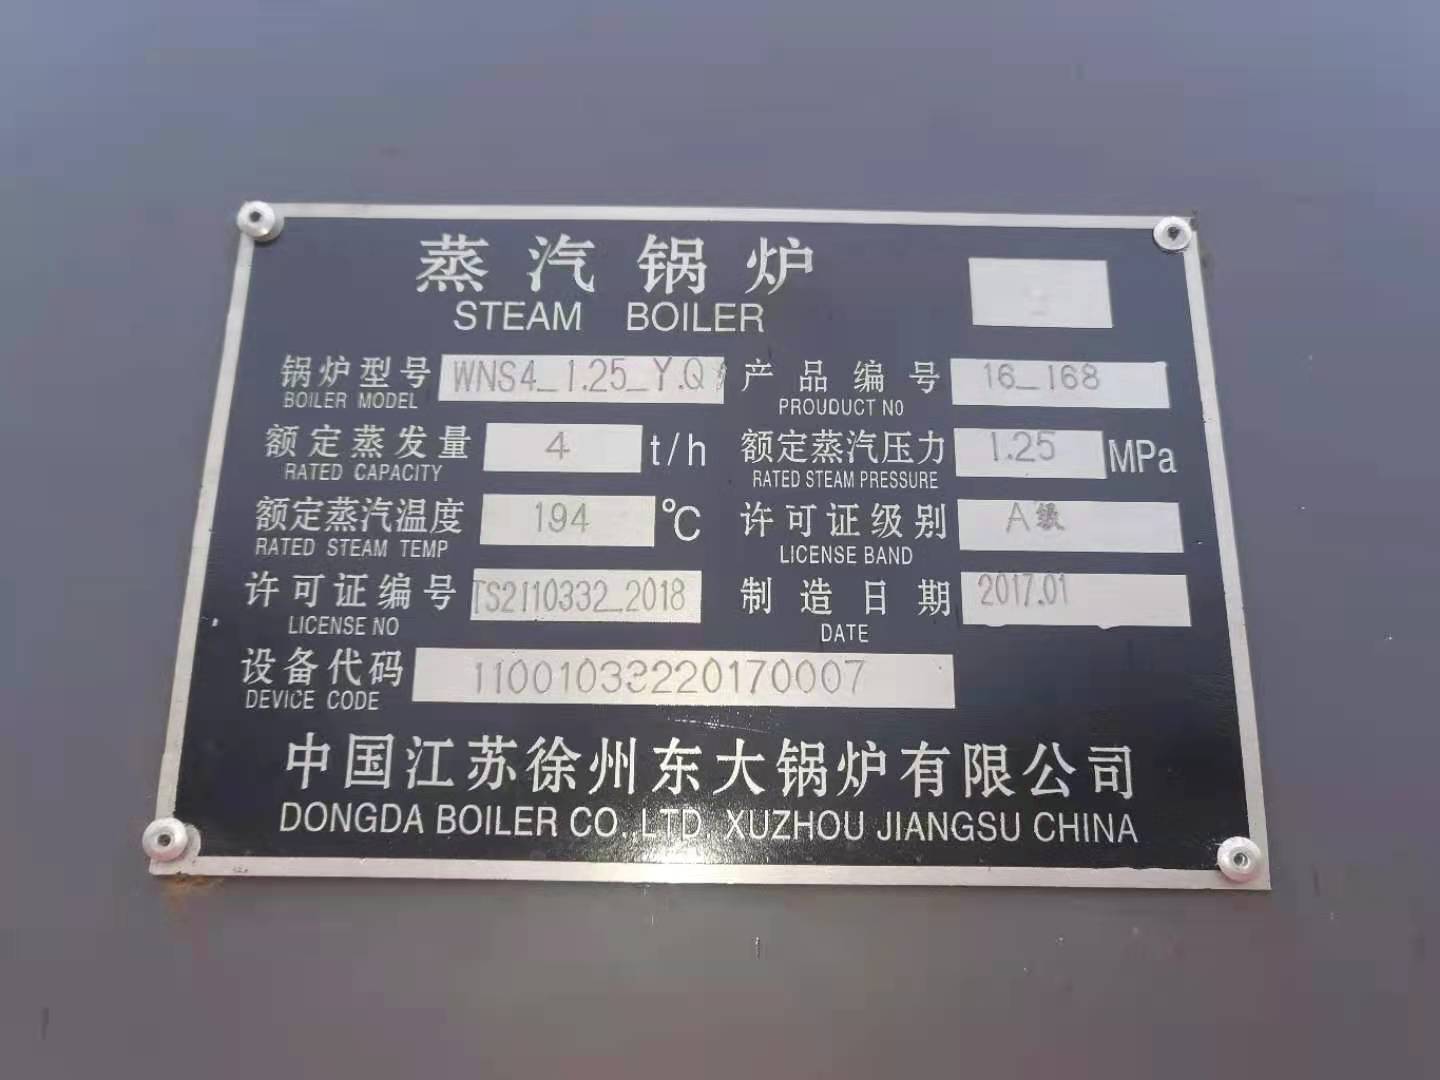 蒸汽锅炉
STEAM BOILER
锅炉型号 WNS4_1.25_Y.Q 产品编号 16_168
BOILER MODEL PROUDUCT NO
额定蒸发量 4 t/h 额定蒸汽压力 1.25 MPa
RATED CAPACITY RATED STEAM PRESSURE
额定蒸汽温度 194 ℃ 许可证级别 A级
RATED STEAM TEMP LICENSE BAND
许可证编号 TS2110332_2018 制造日期 2017.01
LICENSE NO DATE
设备代码 11001033220170007
DEVICE CODE
中国江苏徐州东大锅炉有限公司
DONGDA BOILER CO.,LTD. XUZHOU JIANGSU CHINA